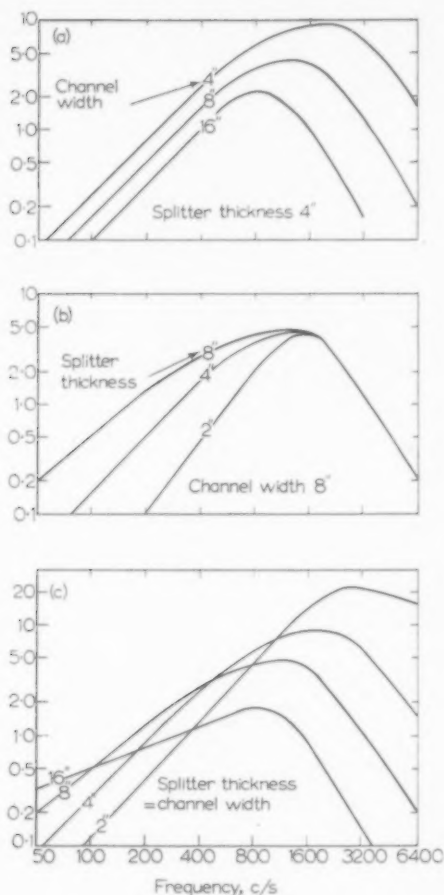 (a)
10
5·0
2·0
1·0
0·5
0·2
0·1
Channel
width
4"
8"
16"
Splitter thickness 4"
(b)
10
5·0
2·0
1·0
0·5
0·2
0·1
Splitter
thickness
8"
4"
2"
Channel width 8"
(c)
20
10
5·0
2·0
1·0
0·5
0·2
0·1
16"
8"
4"
2"
Splitter thickness
=channel width
50 100 200 400 800 1600 3200 6400
Frequency, c/s